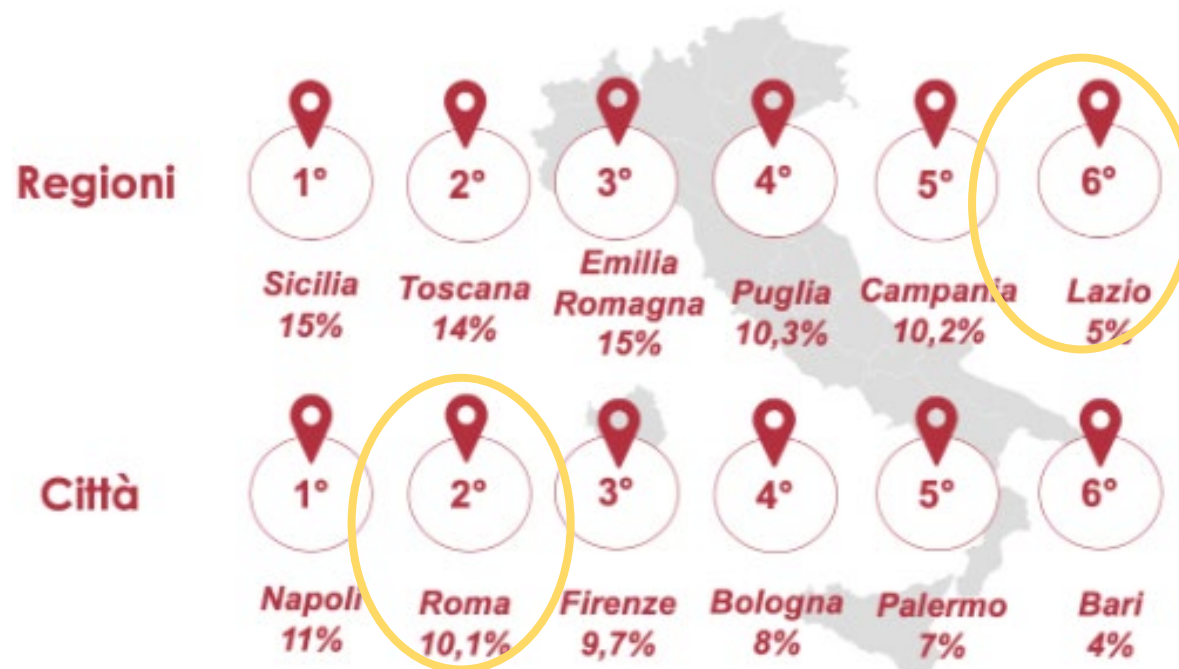 Regioni
1° 2° 3° 4° 5° 6°
Sicilia
15%
Toscana
14%
Emilia
Romagna
15%
Puglia
10,3%
Campania
10,2%
Lazio
5%
Città
1° 2° 3° 4° 5° 6°
Napoli
11%
Roma
10,1%
Firenze
9,7%
Bologna
8%
Palermo
7%
Bari
4%